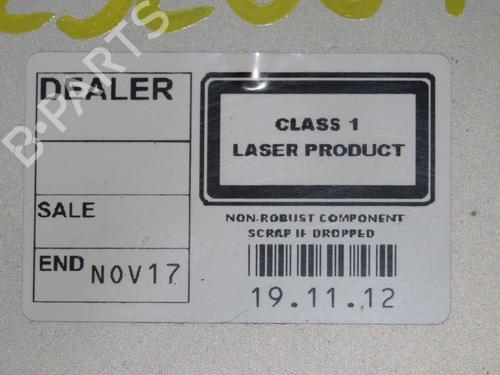 DEALER
SALE
END NOV17
CLASS 1
LASER PRODUCT
NON-ROBUST COMPONENT
SCRAP IF DROPPED
19.11.12
B-PARTS